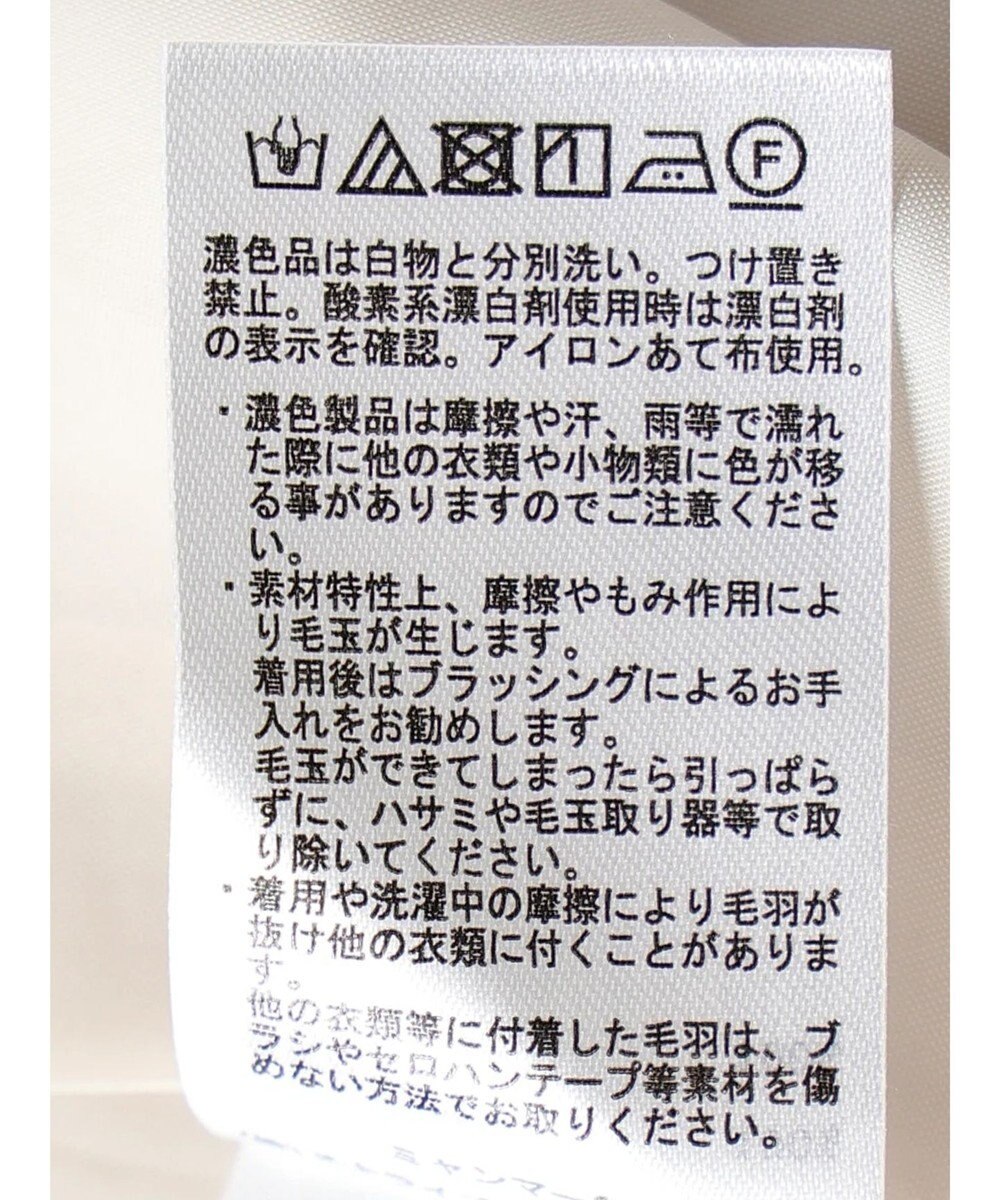 F
濃色品は白物と分別洗い。つけ置き
禁止。酸素系漂白剤使用時は漂白剤
の表示を確認。アイロンあて布使用。
・濃色製品は摩擦や汗、雨等で濡れ
た際に他の衣類や小物類に色が移
る事がありますのでご注意くださ
い。
・素材特性上、摩擦やもみ作用によ
り毛玉が生じます。
着用後はブラッシングによるお手
入れをお勧めします。
毛玉ができてしまったら引っぱら
ずに、ハサミや毛玉取り器等で取
り除いてください。
・着用や洗濯中の摩擦により毛羽が
抜け他の衣類に付くことがありま
す。
他の衣類等に付着した毛羽は、ブ
ラシやセロハンテープ等素材を傷
めない方法でお取りください。
ミャンマー